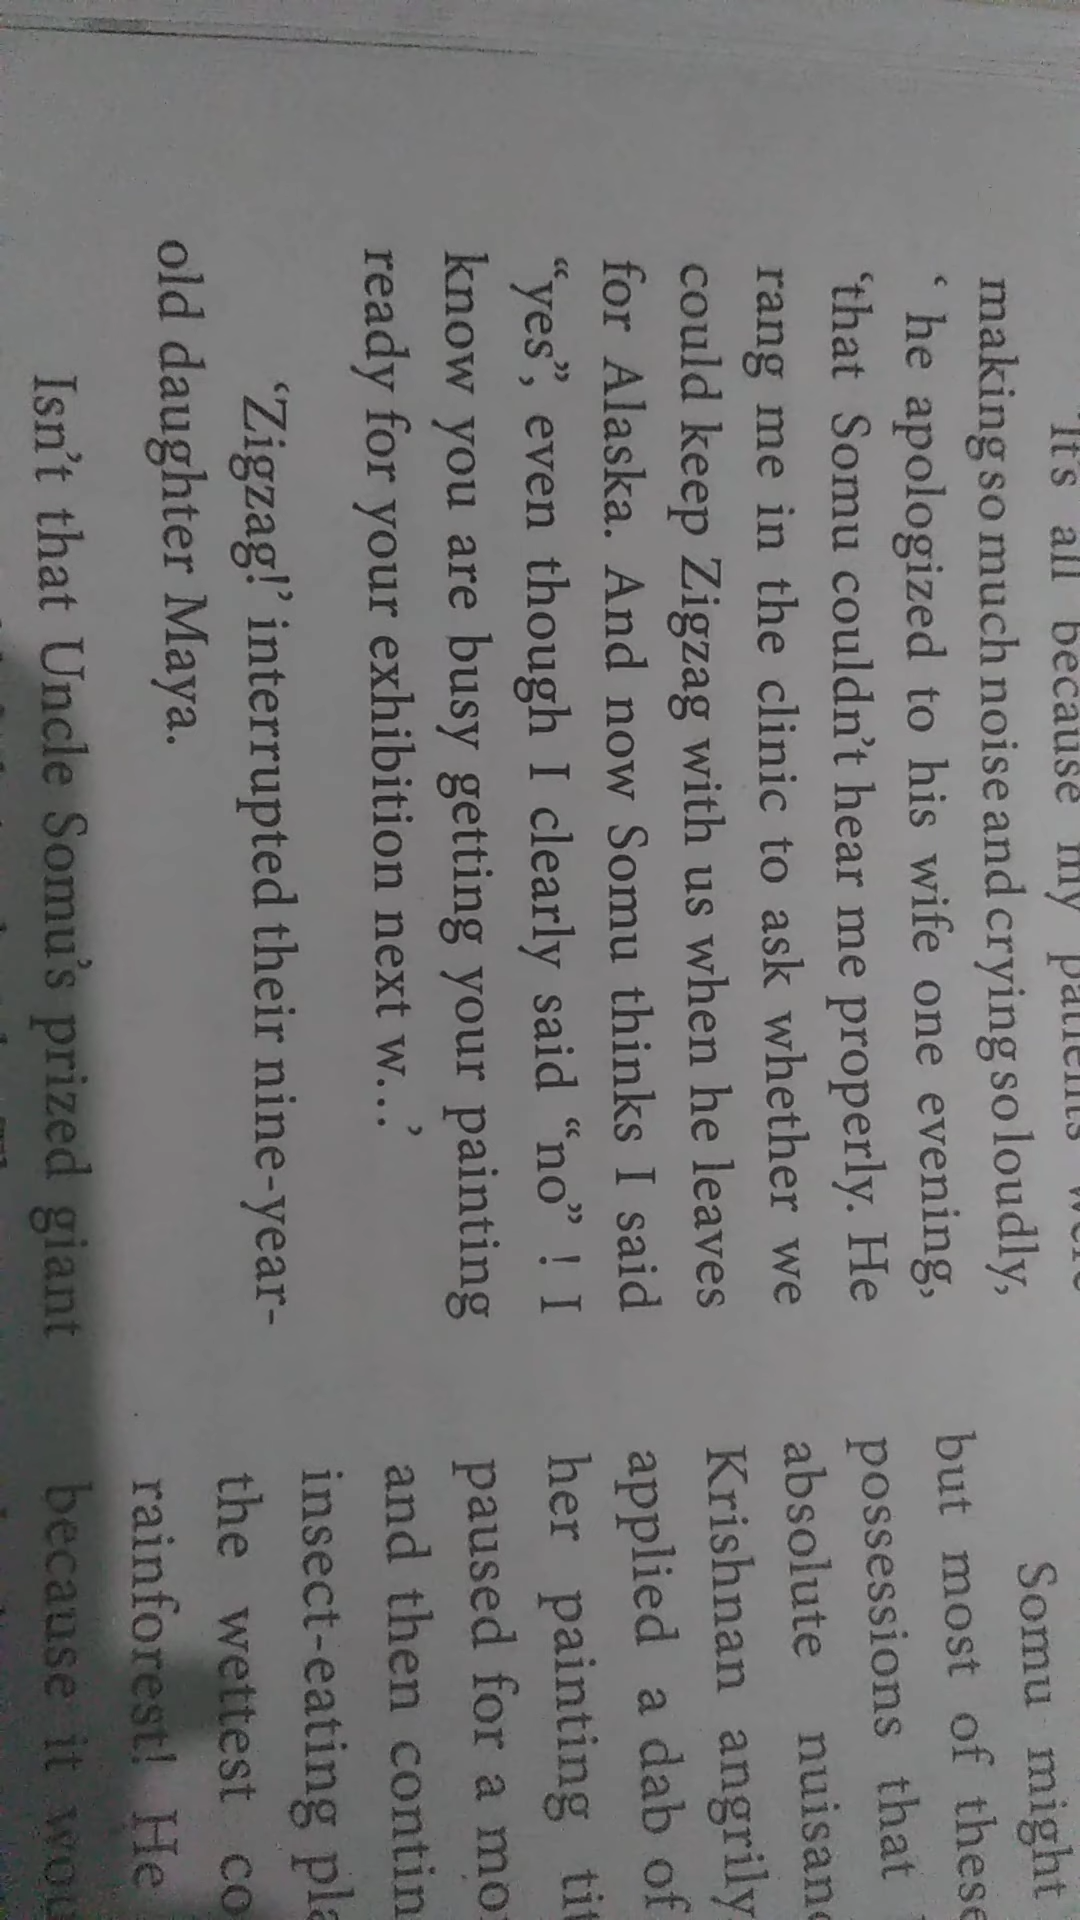 It's all because my patients were
making so much noise and crying so loudly,
‘ he apologized to his wife one evening,
‘that Somu couldn’t hear me properly. He
rang me in the clinic to ask whether we
could keep Zigzag with us when he leaves
for Alaska. And now Somu thinks I said
“yes”, even though I clearly said “no” ! I
know you are busy getting your painting
ready for your exhibition next w...’
‘Zigzag!’ interrupted their nine-year-
old daughter Maya.
Isn’t that Uncle Somu’s prized giant
Somu might
but most of these
possessions that
absolute
Krishnan angrily
applied a dab of
her painting
paused for a
and then
insect-eating
the wettest
rainforest! He
because it